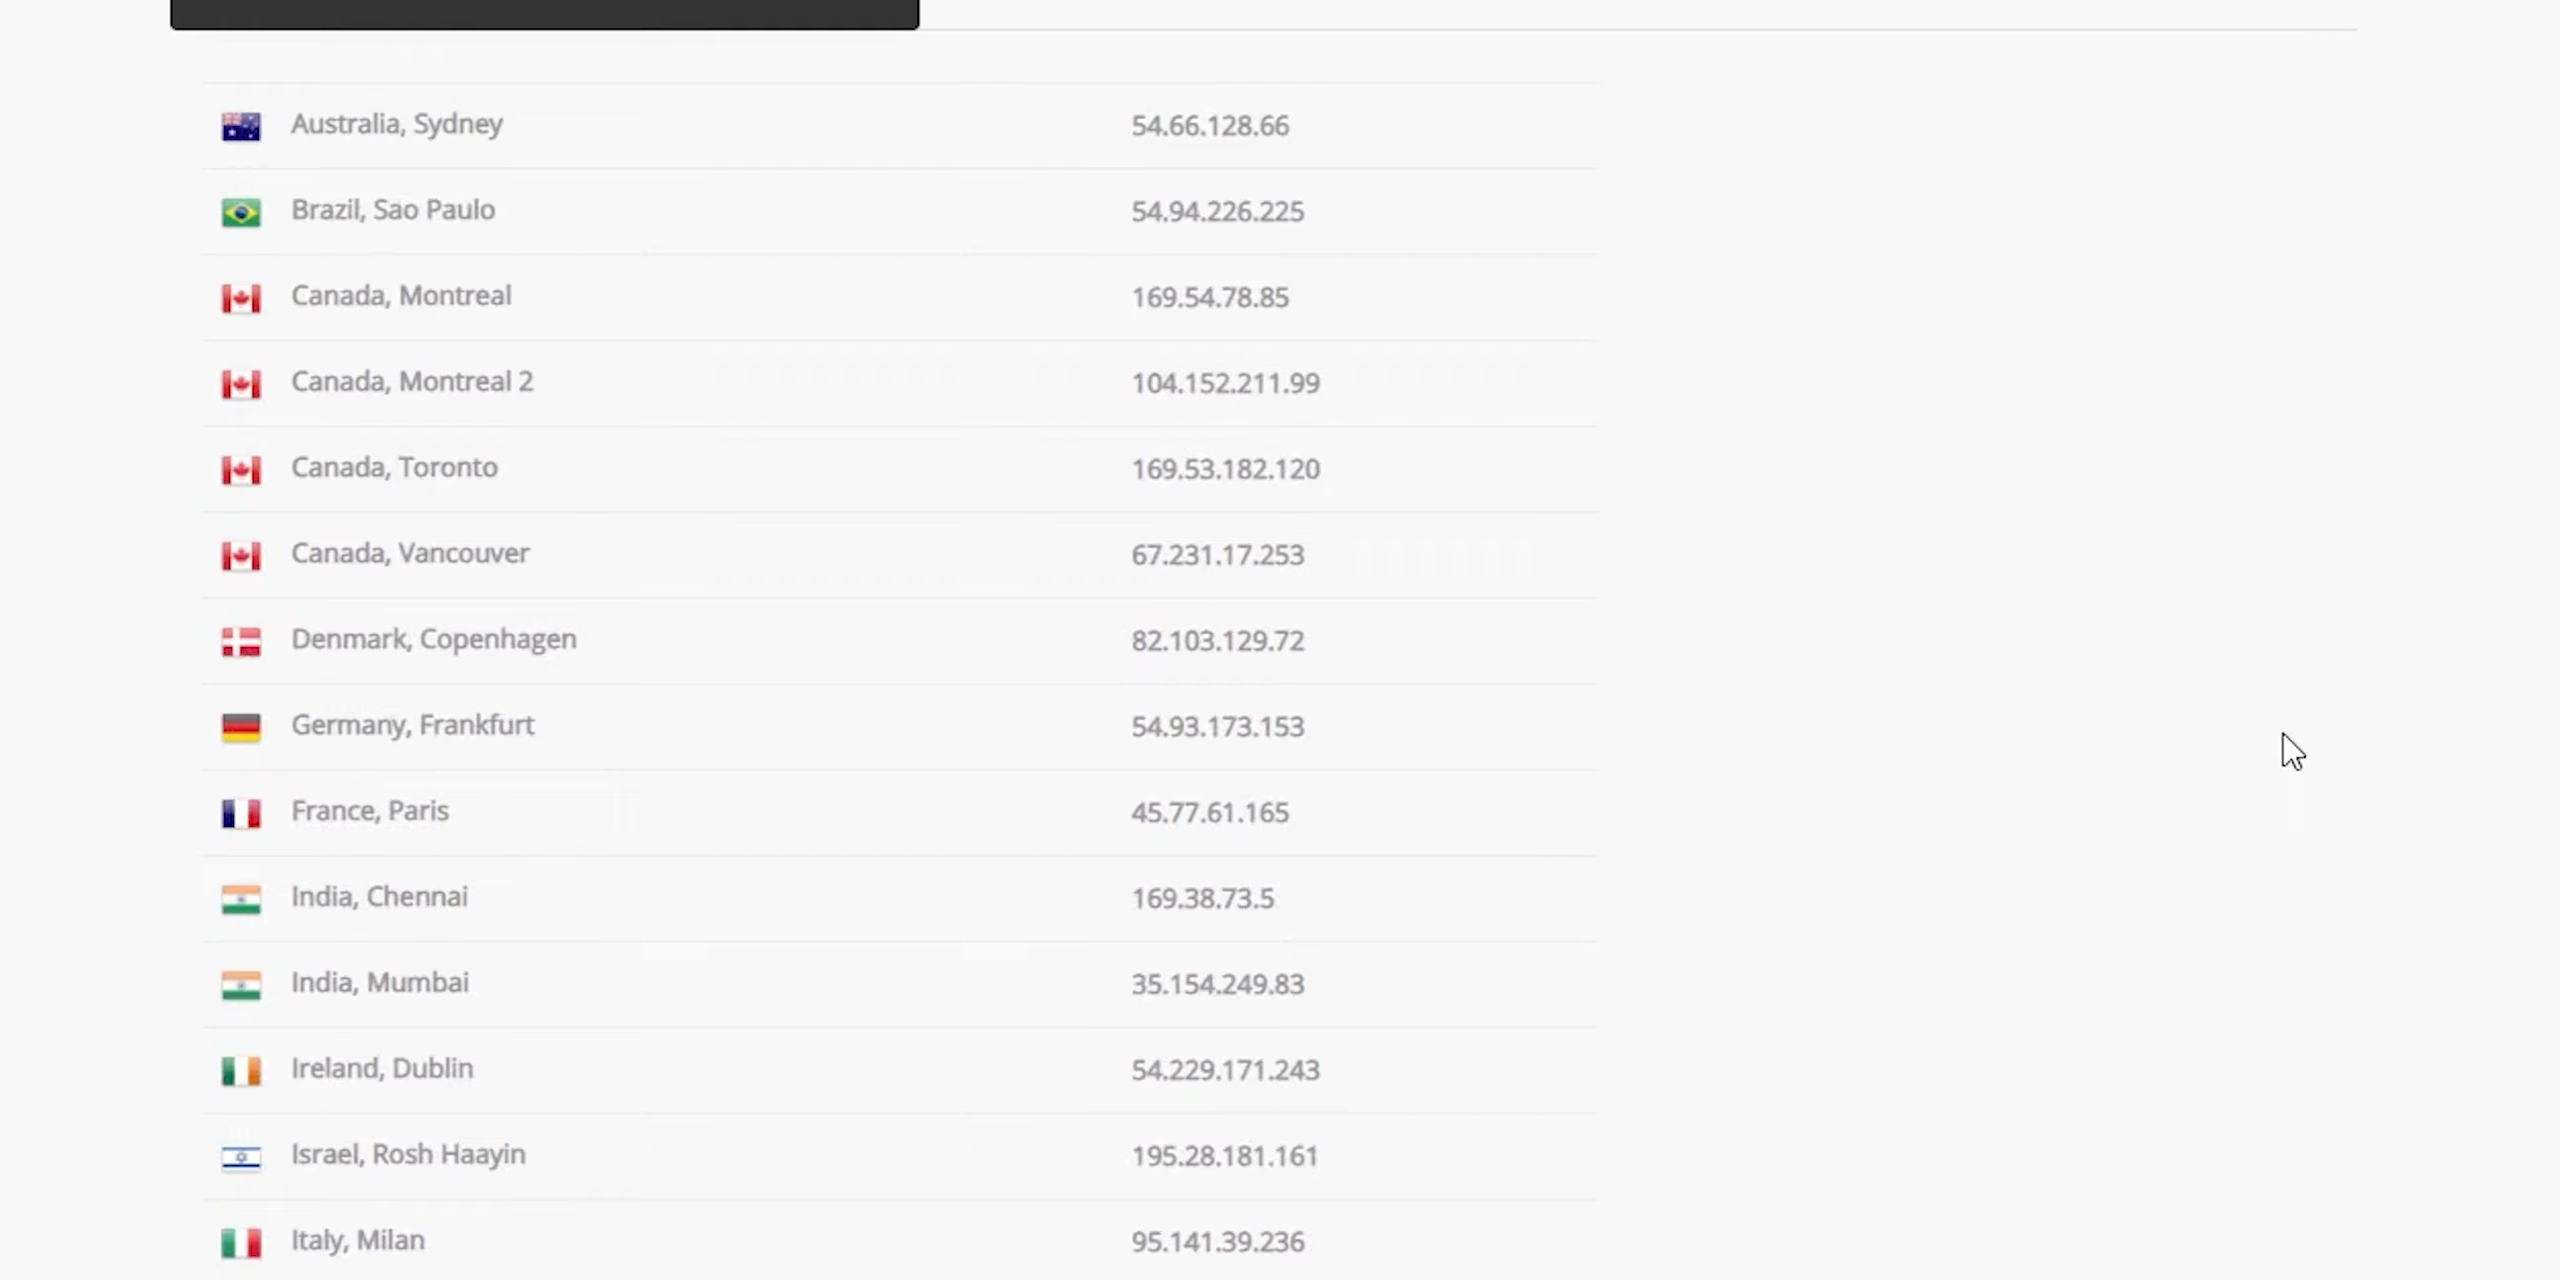 Australia, Sydney 54.66.128.66
Brazil, Sao Paulo 54.94.226.225
Canada, Montreal 169.54.78.85
Canada, Montreal 2 104.152.211.99
Canada, Toronto 169.53.182.120
Canada, Vancouver 67.231.17.253
Denmark, Copenhagen 82.103.129.72
Germany, Frankfurt 54.93.173.153
France, Paris 45.77.61.165
India, Chennai 169.38.73.5
India, Mumbai 35.154.249.83
Ireland, Dublin 54.229.171.243
Israel, Rosh Haayin 195.28.181.161
Italy, Milan 95.141.39.236